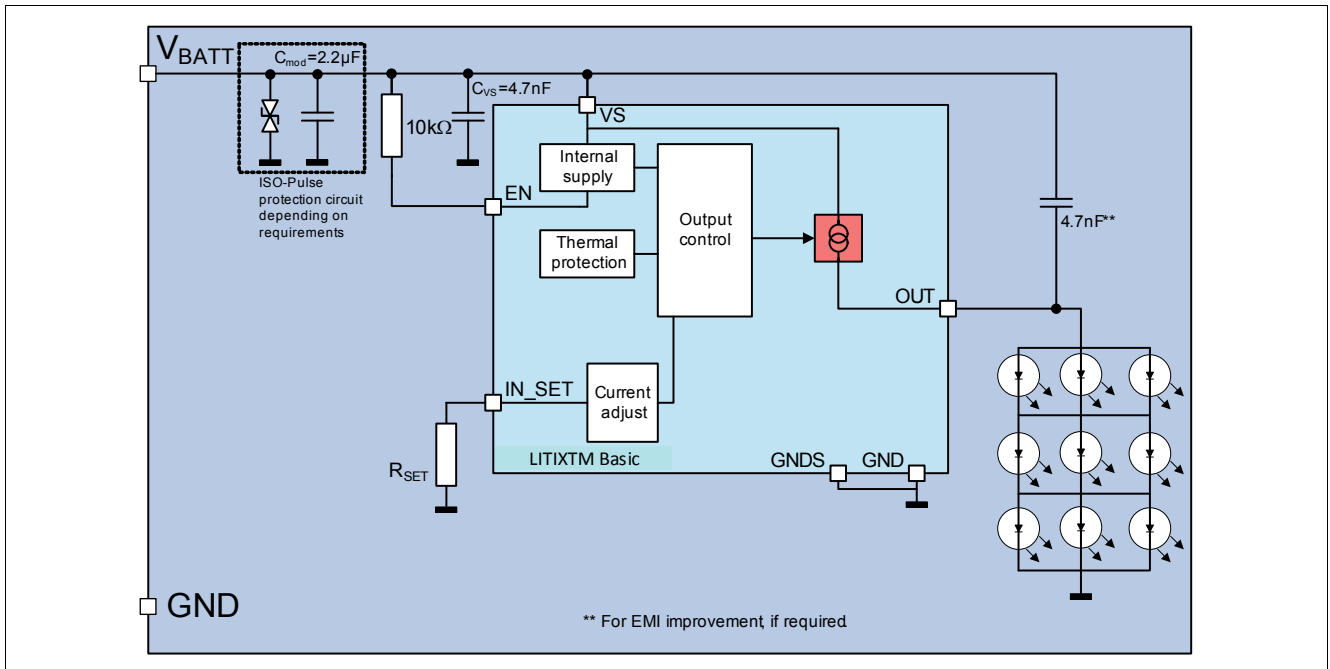 VBATT
Cmod=2.2µF
CVS=4.7nF
10kΩ
VS
ISO-Pulse
protection circuit
depending on
requirements
EN
Internal
supply
Thermal
protection
Output
control
4.7nF**
OUT
IN_SET
Current
adjust
RSET
LITIXTM Basic
GNDS
GND
GND
** For EMI improvement, if required.